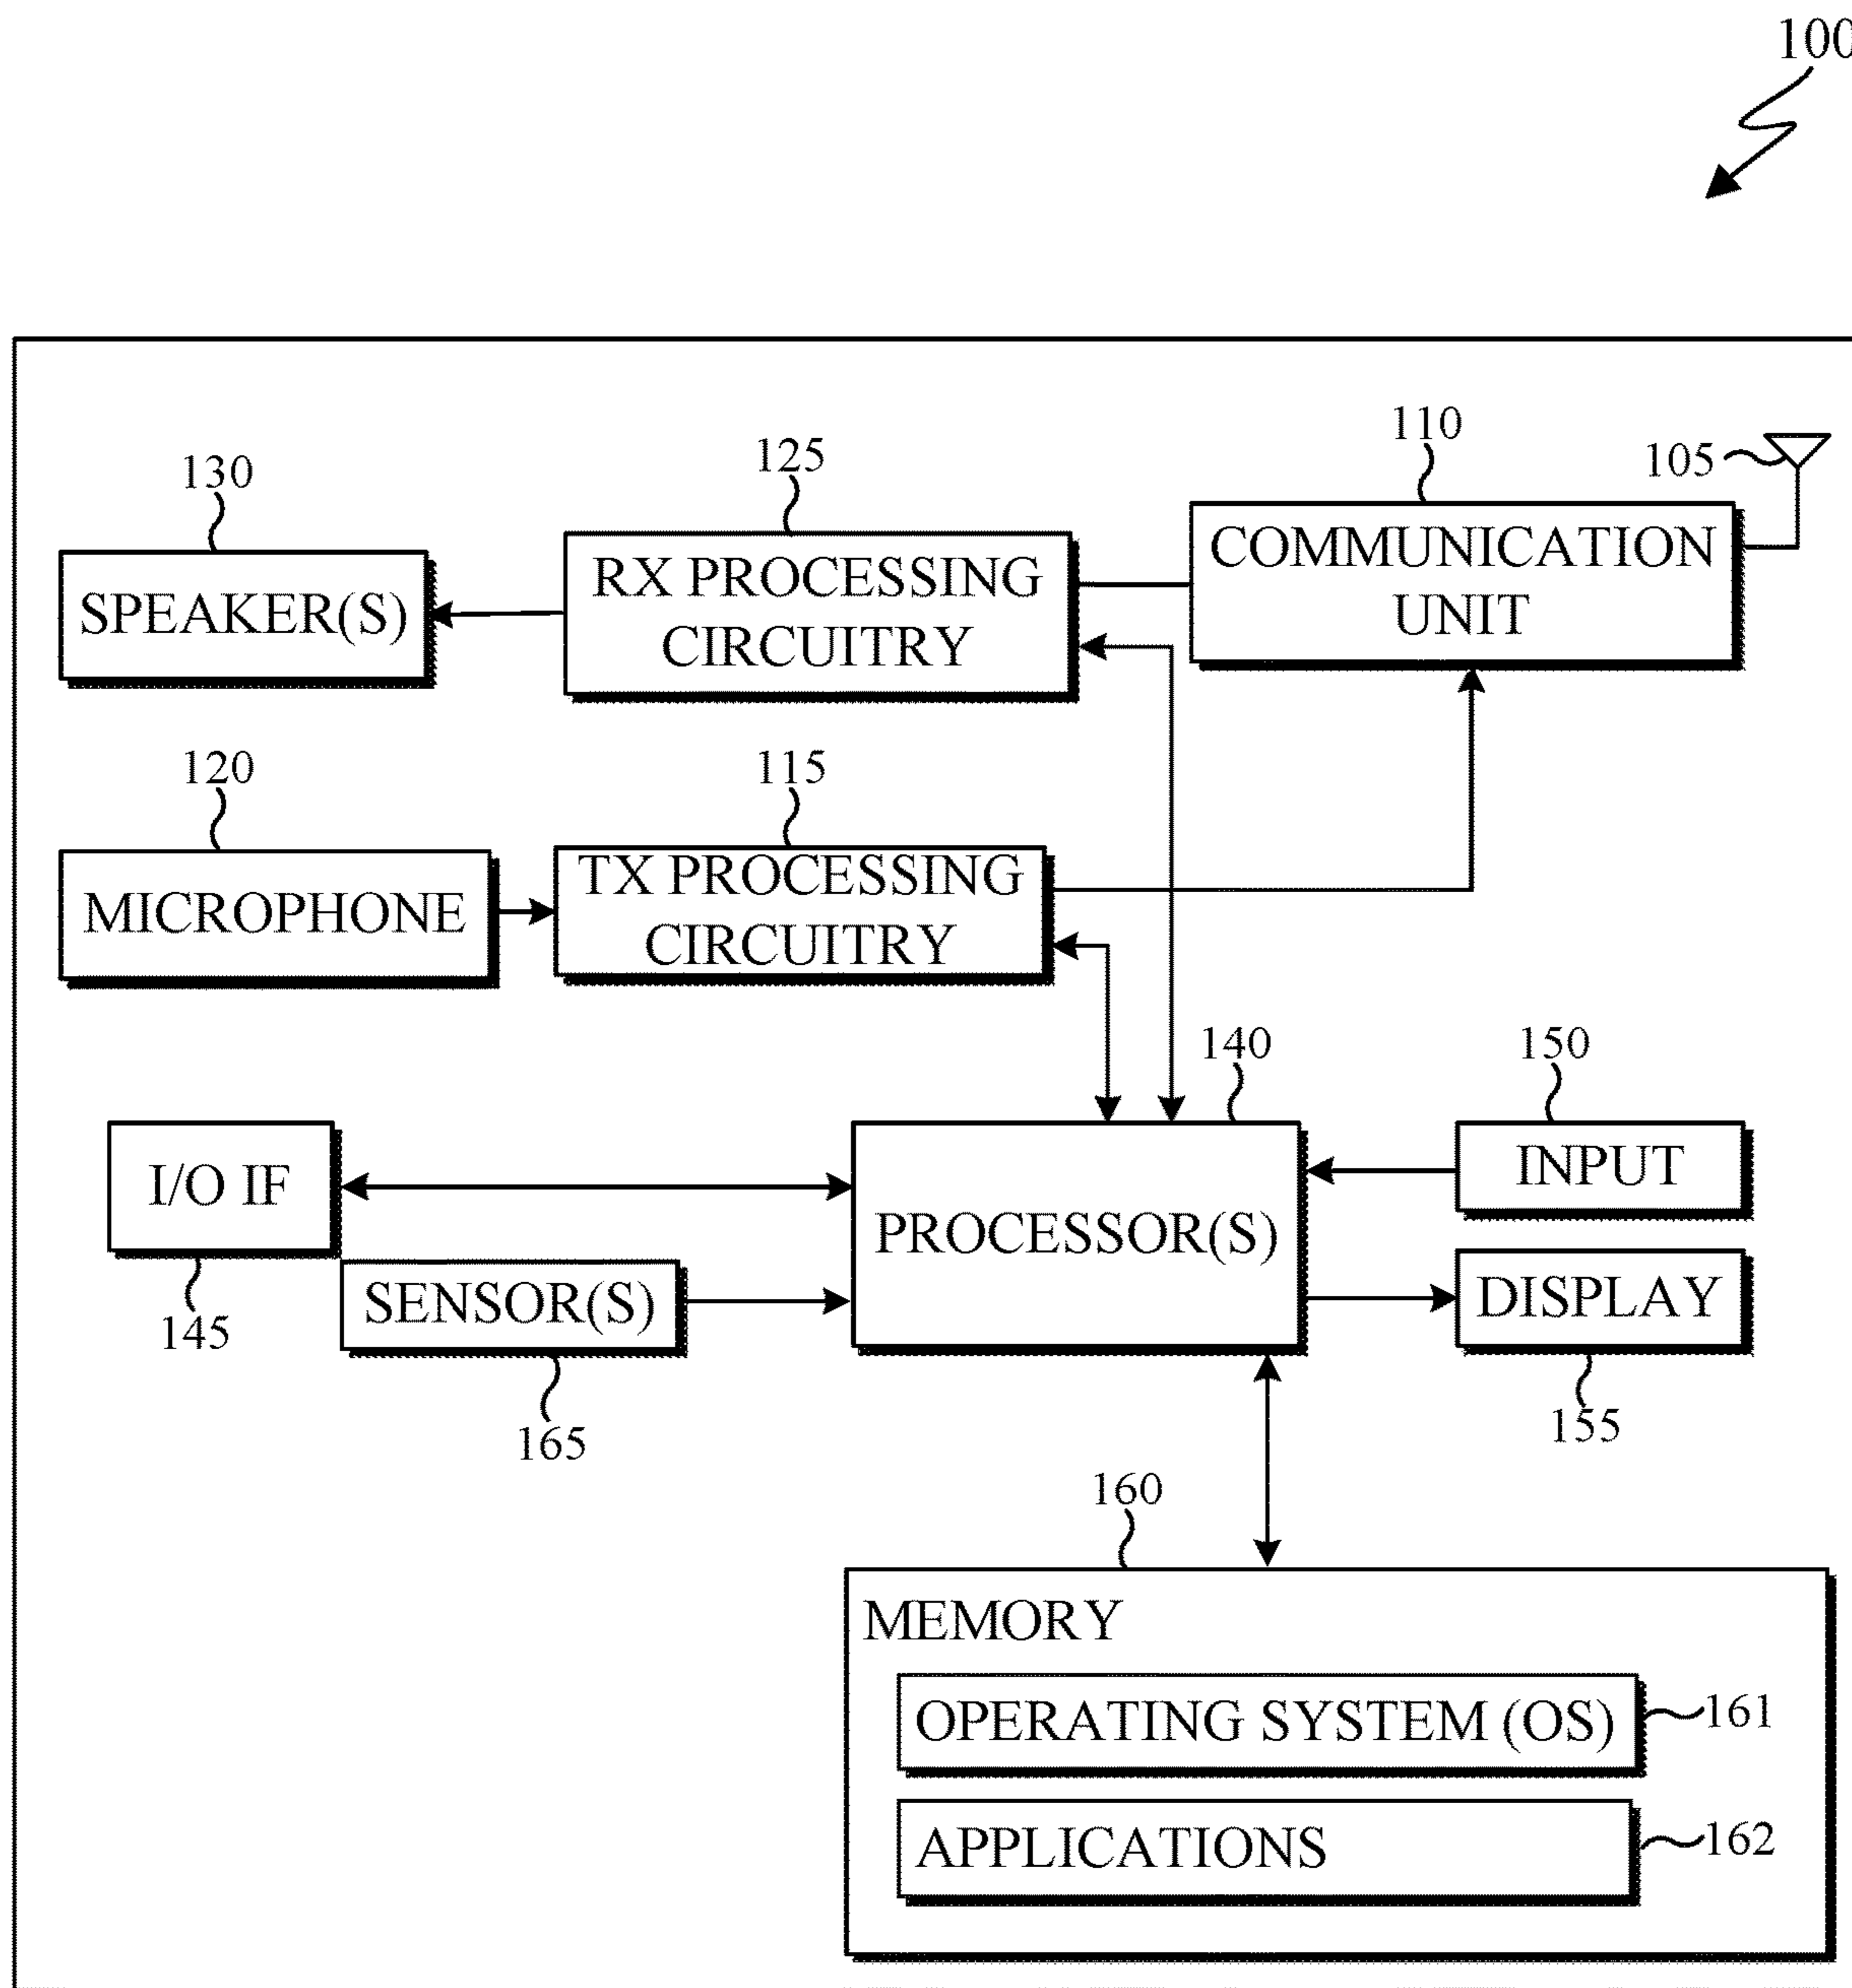 100
110
105
125
130
COMMUNICATION
UNIT
RX PROCESSING
CIRCUITRY
SPEAKER(S)
120
115
MICROPHONE
TX PROCESSING
CIRCUITRY
140
150
I/O IF
INPUT
PROCESSOR(S)
SENSOR(S)
DISPLAY
145
165
155
160
MEMORY
OPERATING SYSTEM (OS)
161
APPLICATIONS
162